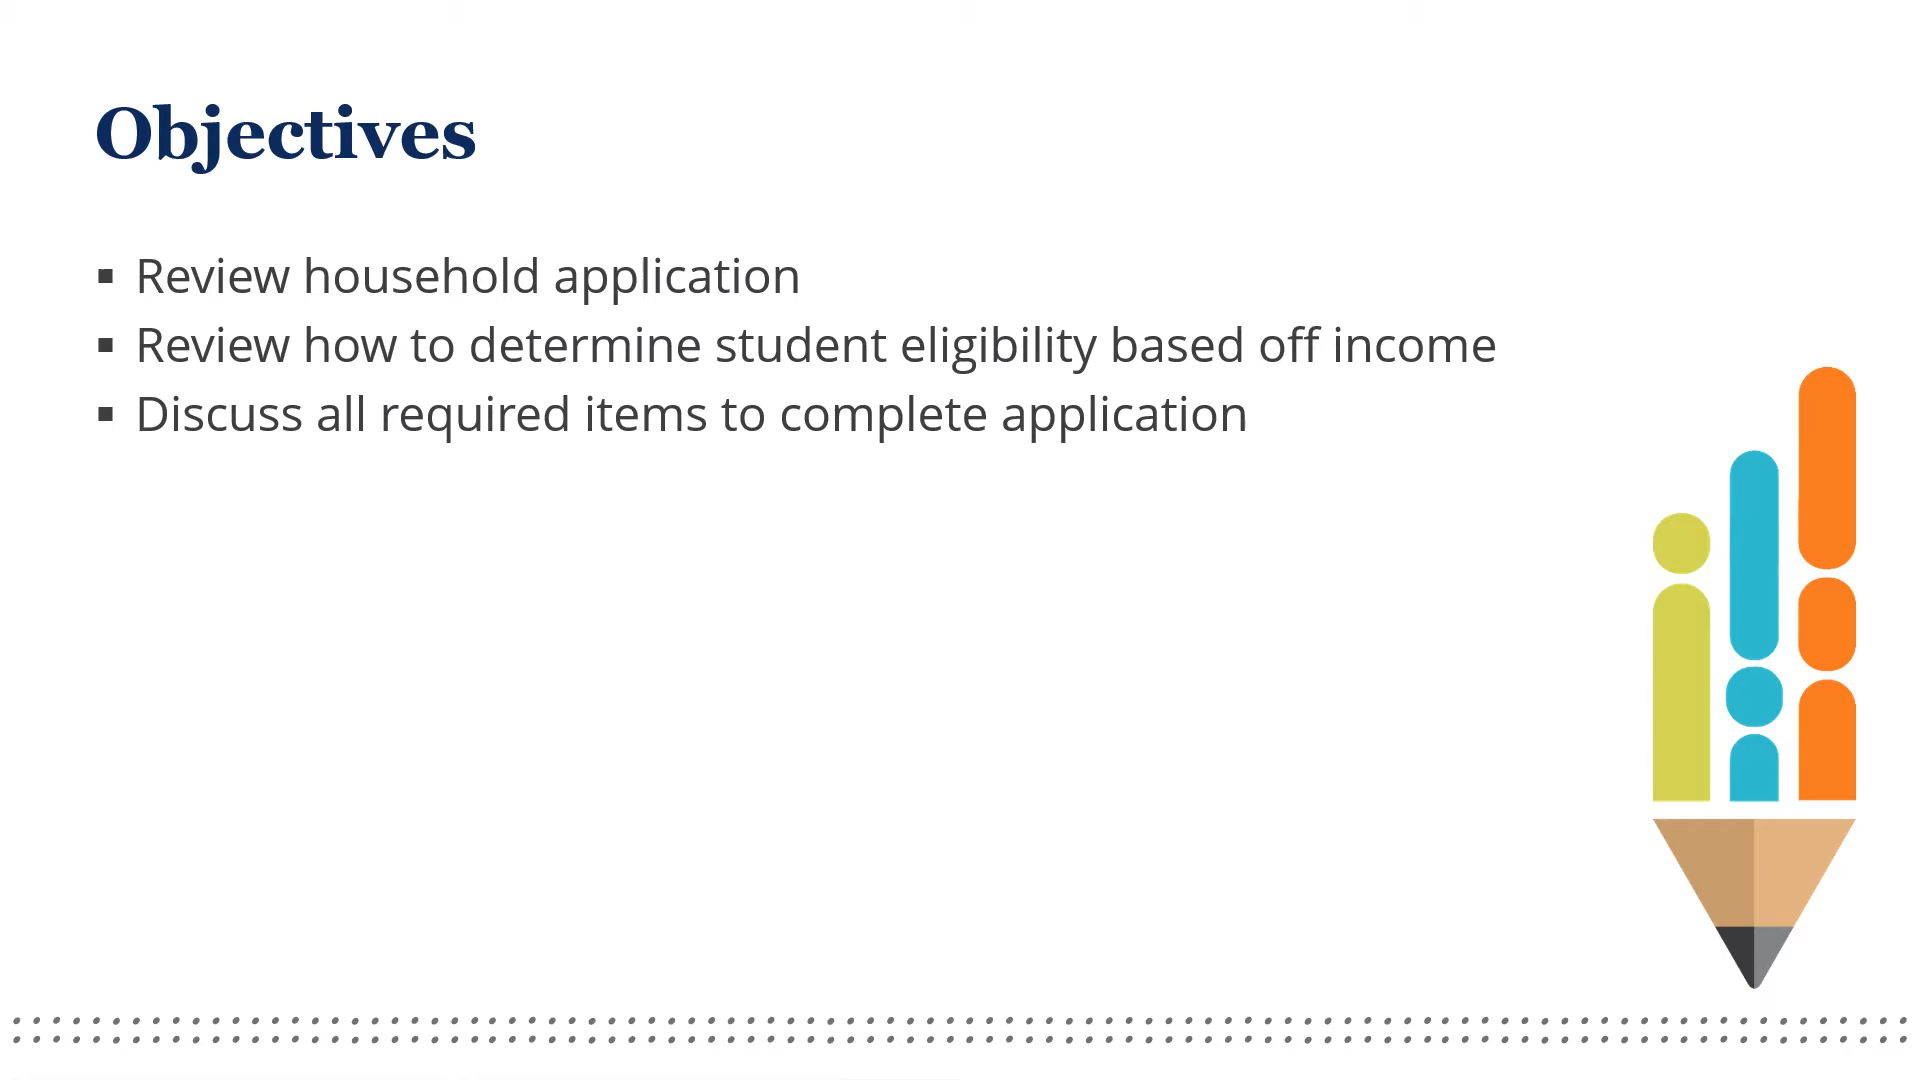 Objectives
▪ Review household application
▪ Review how to determine student eligibility based off income
▪ Discuss all required items to complete application